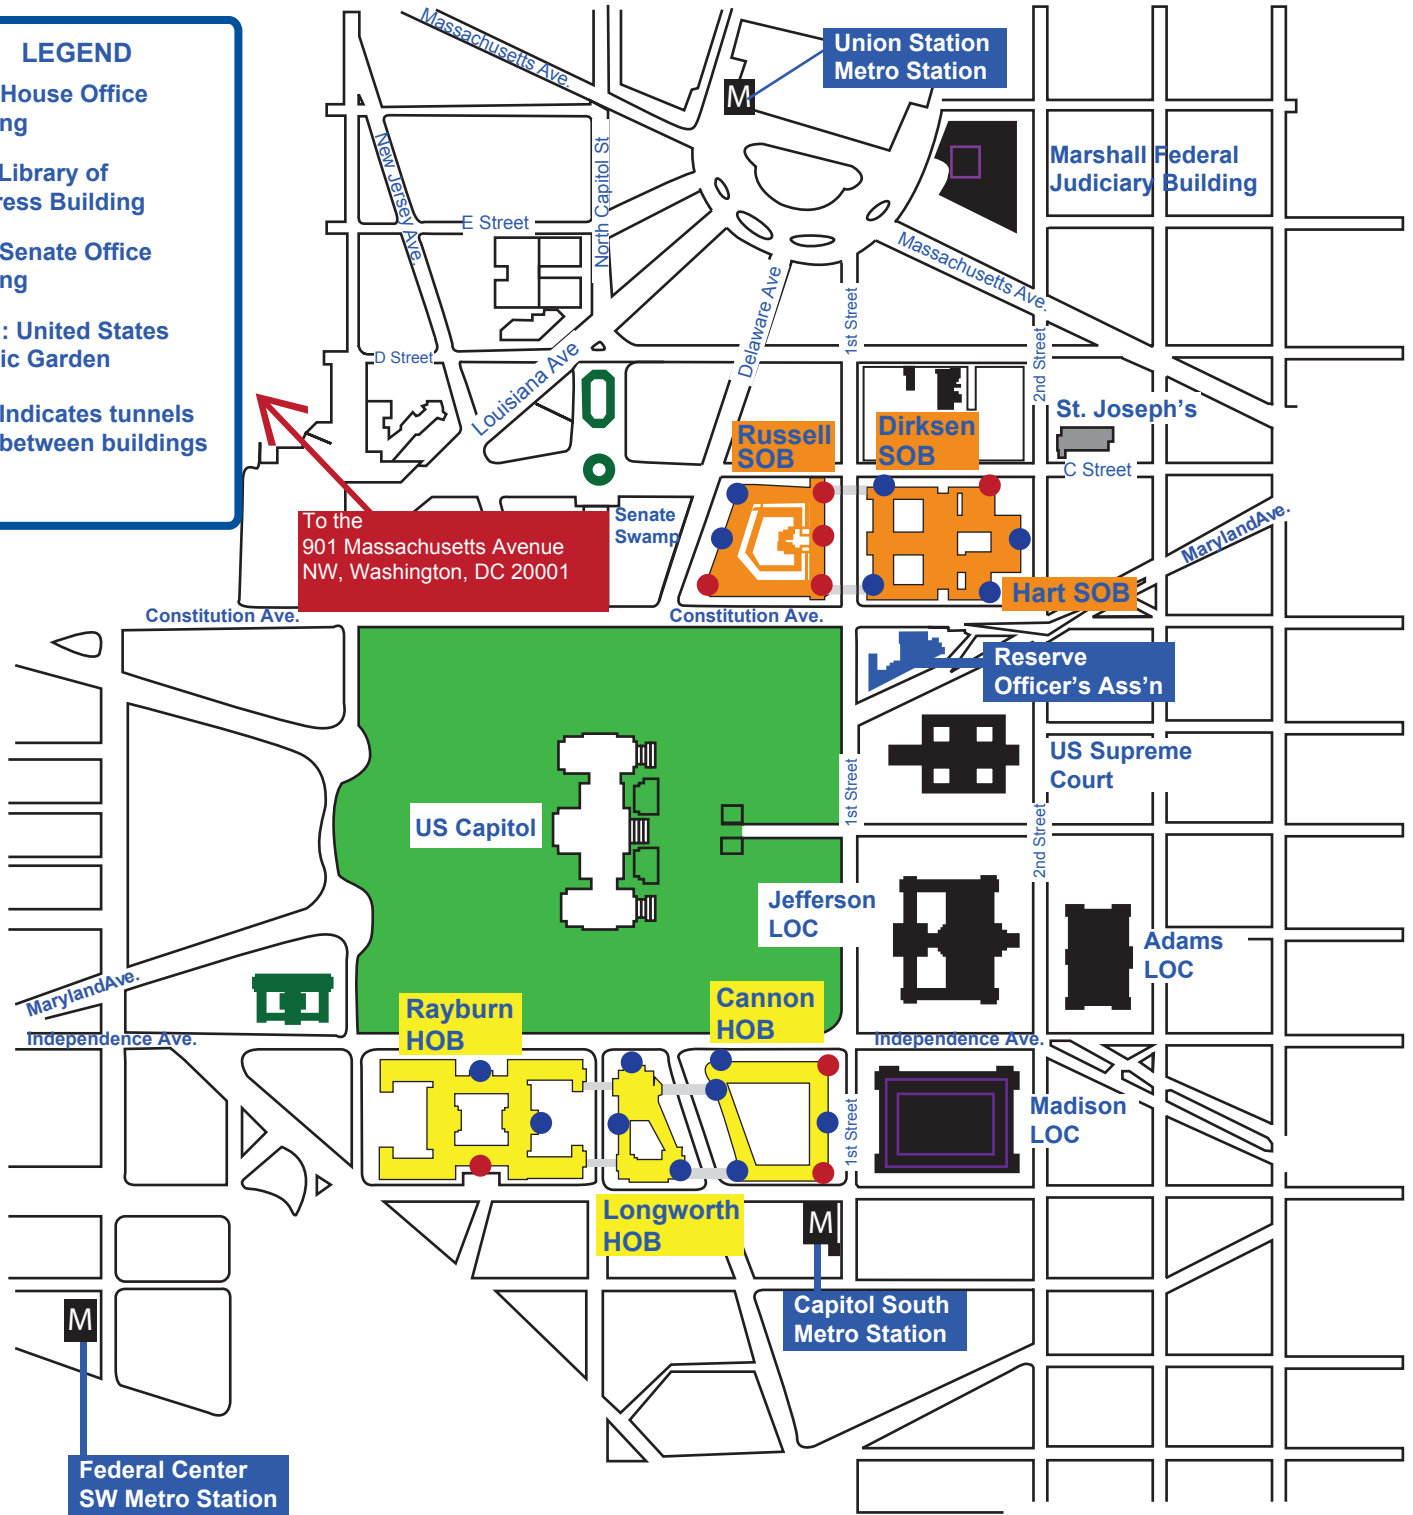 LEGEND
House Office
ng
Library of
ress Building
Senate Office
ng
: United States
ic Garden
Indicates tunnels
between buildings
Massachusetts Ave.
Union Station
Metro Station
M
New Jersey Ave.
North Capitol St
E Street
Marshall Federal
Judiciary Building
Massachusetts Ave.
Delaware Ave
1st Street
2nd Street
D Street
Louisiana Ave
St. Joseph's
C Street
Russell
SOB
Dirksen
SOB
Hart SOB
MarylandAve.
Senate
Swamp
To the
901 Massachusetts Avenue
NW, Washington, DC 20001
Constitution Ave.
Constitution Ave.
Reserve
Officer's Ass'n
US Supreme
Court
1st Street
2nd Street
US Capitol
Jefferson
LOC
Adams
LOC
MarylandAve.
Independence Ave.
Rayburn
HOB
Cannon
HOB
Independence Ave.
Madison
LOC
1st Street
Longworth
HOB
M
Capitol South
Metro Station
M
Federal Center
SW Metro Station